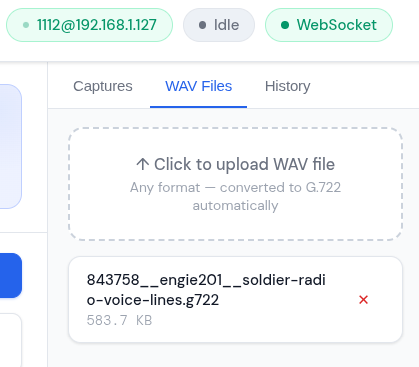 1112@192.168.1.127
Idle
WebSocket
Captures
WAV Files
History
↑ Click to upload WAV file
Any format — converted to G.722
automatically
843758__engie201__soldier-radi
o-voice-lines.g722
583.7 KB
×